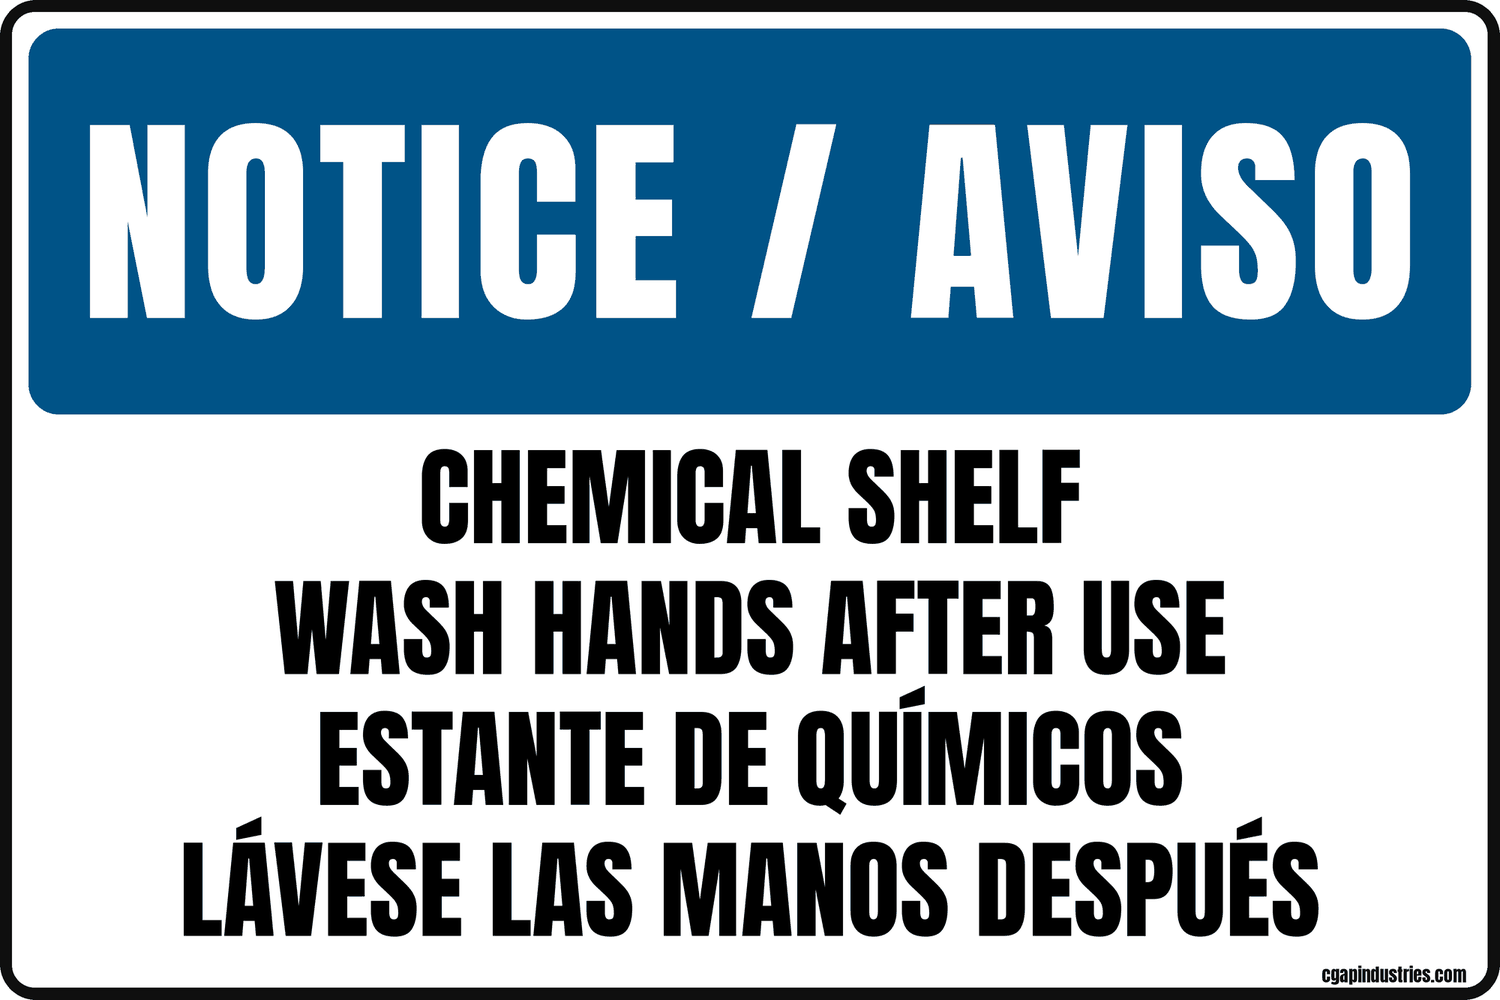 NOTICE / AVISO
CHEMICAL SHELF
WASH HANDS AFTER USE
ESTANTE DE QUÍMICOS
LÁVESE LAS MANOS DESPUÉS
cgapindustries.com